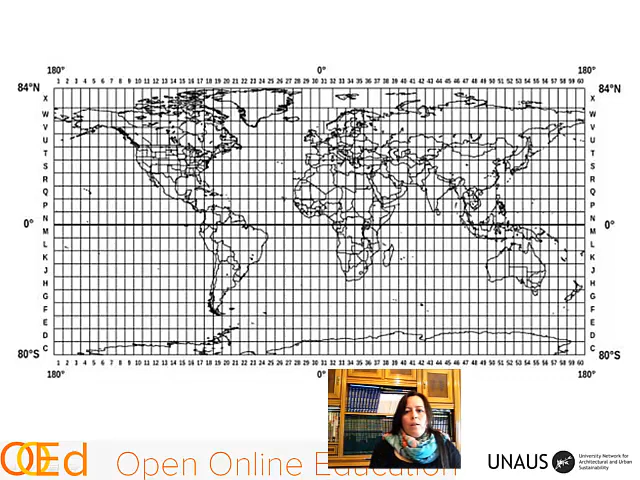 180° 0° 180°
1 2 3 4 5 6 7 8 9 10 11 12 13 14 15 16 17 18 19 20 21 22 23 24 25 26 27 28 29 30 31 32 33 34 35 36 37 38 39 40 41 42 43 44 45 46 47 48 49 50 51 52 53 54 55 56 57 58 59 60
84°N 84°N
X X
W W
V V
U U
T T
S S
R R
Q Q
P P
N N
0° 0°
M M
L L
K K
J J
H H
G G
F F
E E
D D
C C
80°S 80°S
1 2 3 4 5 6 7 8 9 10 11 12 13 14 15 16 17 18 19 20 21 22 23 24 25 26 27 28 29 30 31 32 33 34 35 36 37 38 39 40 41 42 43 44 45 46 47 48 49 50 51 52 53 54 55 56 57 58 59 60
180° 0° 180°
OOEd Open Online Education
UNAUS University Network for
Architectural and Urban
Sustainability